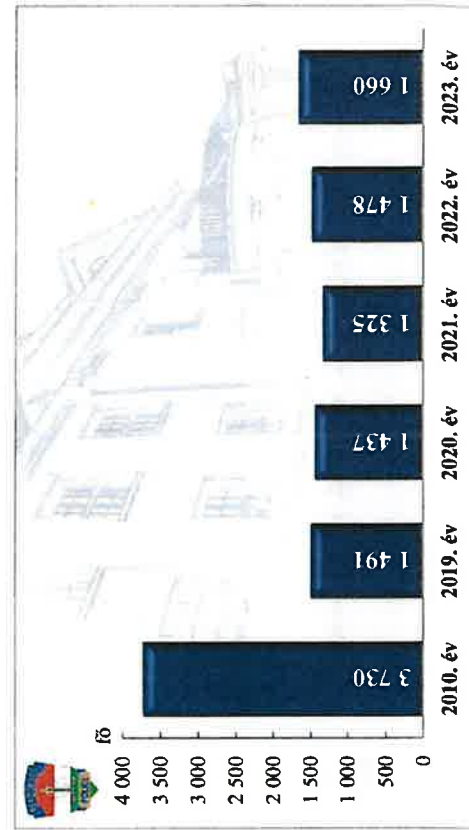 fő
4 000
3 500
3 000
2 500
2 000
1 500
1 000
500
0
3 730
1 491
1 437
1 325
1 478
1 660
2010. év
2019. év
2020. év
2021. év
2022. év
2023. év